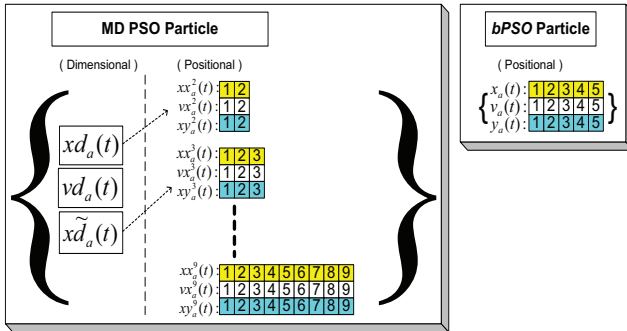 MD PSO Particle
( Dimensional )
( Positional )
xd_a(t)
vd_a(t)
x\tilde{d}_a(t)
xx_a^2(t): 1 2
vx_a^2(t): 1 2
xy_a^2(t): 1 2
xx_a^3(t): 1 2 3
vx_a^3(t): 1 2 3
xy_a^3(t): 1 2 3
xx_a^9(t): 1 2 3 4 5 6 7 8 9
vx_a^9(t): 1 2 3 4 5 6 7 8 9
xy_a^9(t): 1 2 3 4 5 6 7 8 9
bPSO Particle
( Positional )
x_a(t): 1 2 3 4 5
v_a(t): 1 2 3 4 5
y_a(t): 1 2 3 4 5